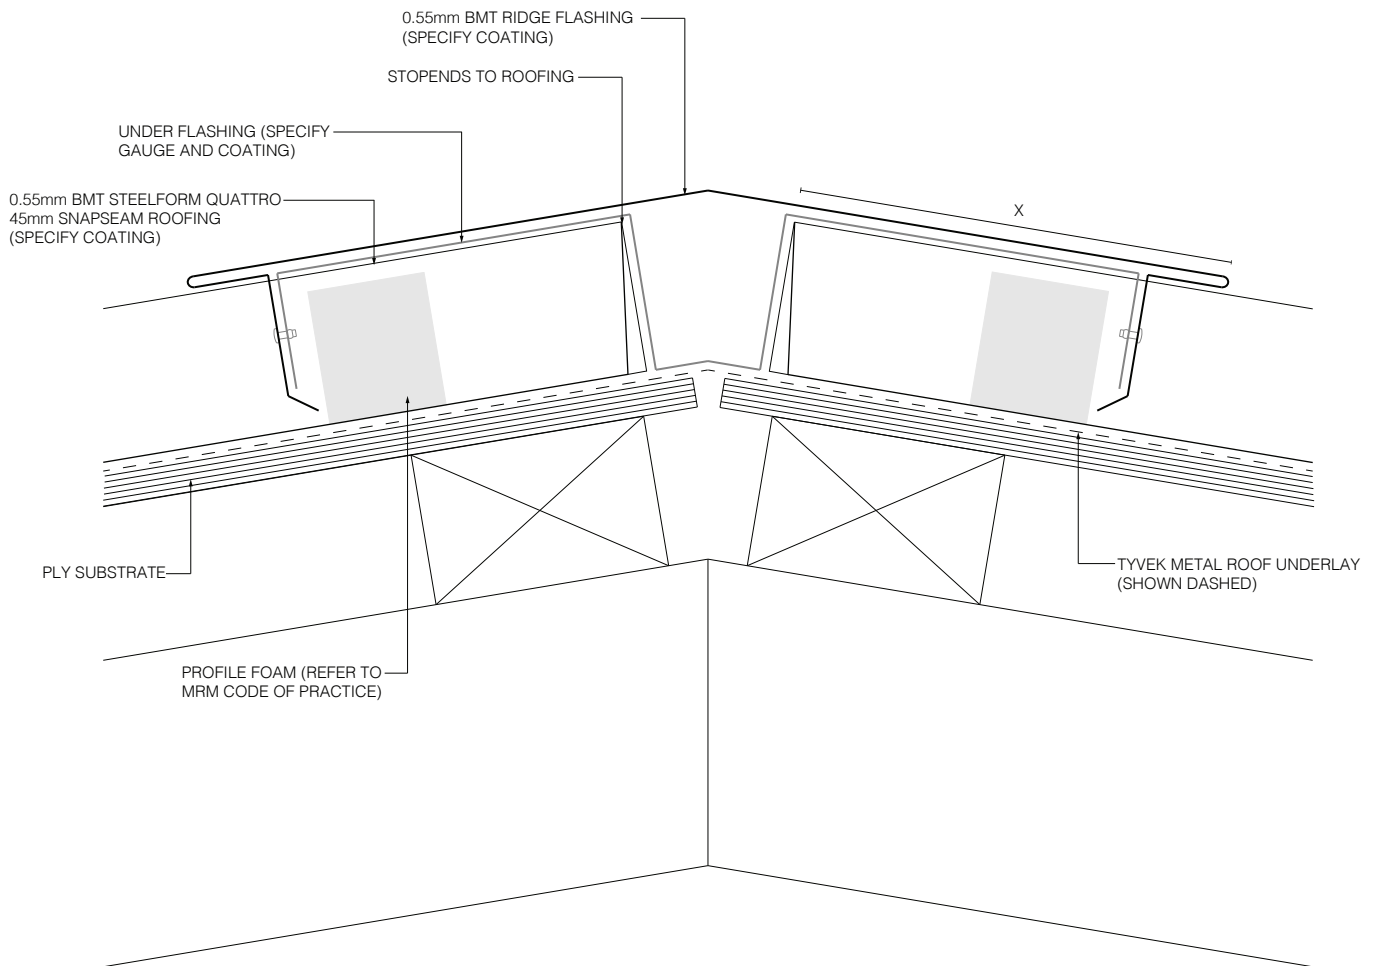 0.55mm BMT RIDGE FLASHING
(SPECIFY COATING)
STOPENDS TO ROOFING
UNDER FLASHING (SPECIFY
GAUGE AND COATING)
0.55mm BMT STEELFORM QUATTRO
45mm SNAPSEAM ROOFING
(SPECIFY COATING)
X
PLY SUBSTRATE
TYVEK METAL ROOF UNDERLAY
(SHOWN DASHED)
PROFILE FOAM (REFER TO
MRM CODE OF PRACTICE)